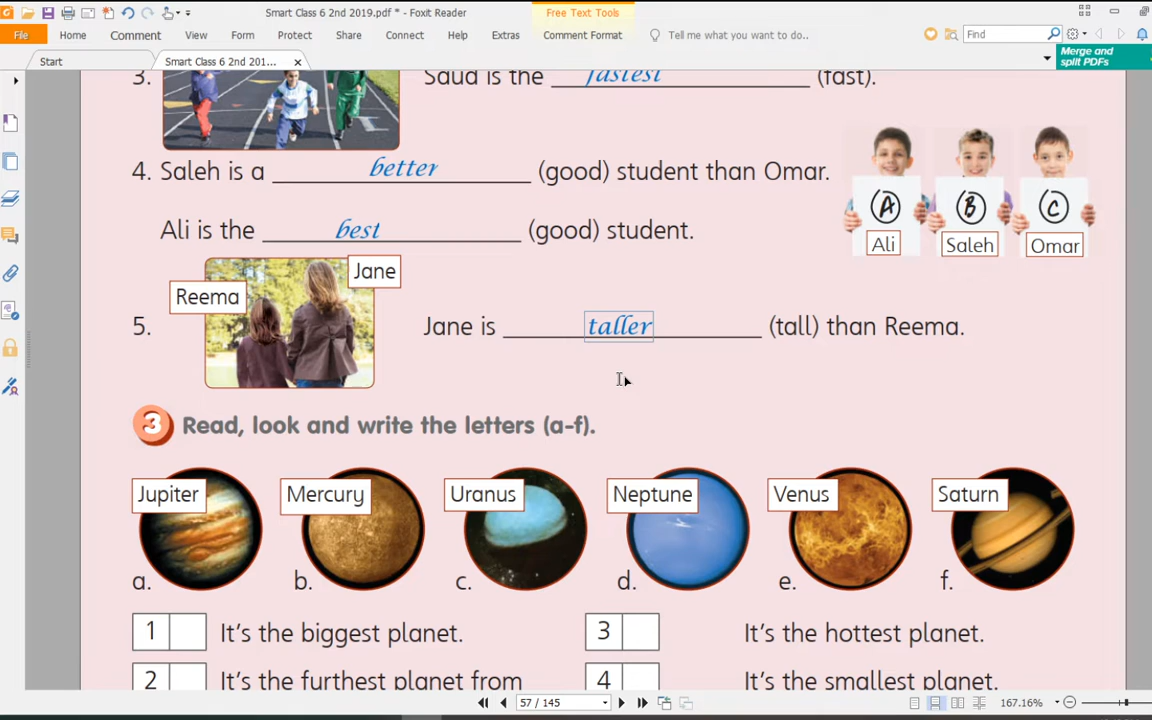 Smart Class 6 2nd 2019.pdf * - Foxit Reader
Free Text Tools
File
Home
Comment
View
Form
Protect
Share
Connect
Help
Extras
Comment Format
Tell me what you want to do..
Find
Start
Smart Class 6 2nd 201...
Merge and
split PDFs
3.
Saud is the fastest (fast).
4. Saleh is a better (good) student than Omar.
A
B
C
Ali
Saleh
Omar
Ali is the best (good) student.
Jane
Reema
5.
Jane is taller (tall) than Reema.
3 Read, look and write the letters (a-f).
Jupiter
Mercury
Uranus
Neptune
Venus
Saturn
a.
b.
c.
d.
e.
f.
1 It's the biggest planet.
3 It's the hottest planet.
2 It's the furthest planet from
4 It's the smallest planet.
57 / 145
167.16%